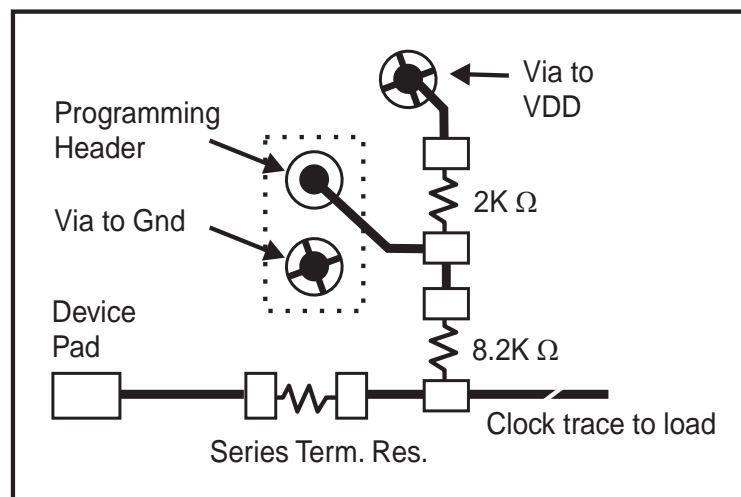 Via to
VDD
Programming
Header
2K Ω
Via to Gnd
Device
Pad
8.2K Ω
Clock trace to load
Series Term. Res.